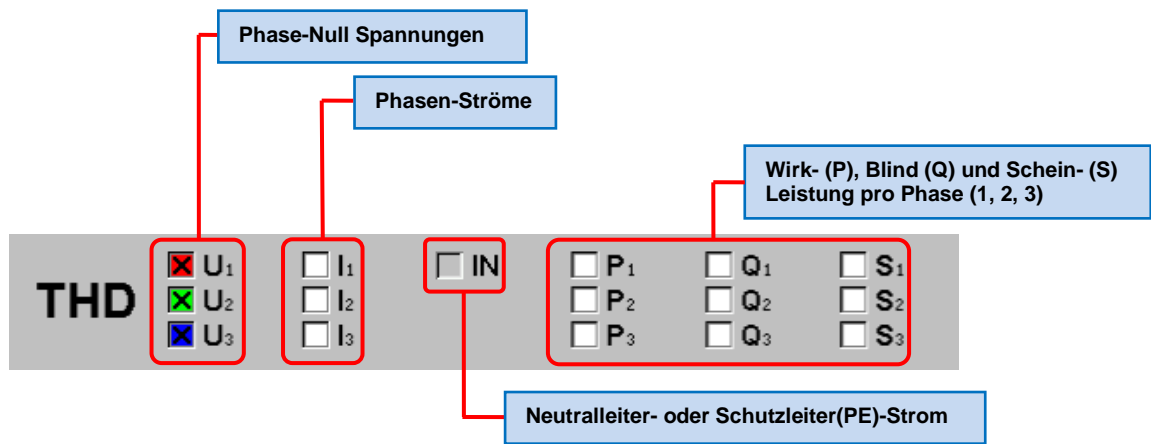 Phase-Null Spannungen
Phasen-Ströme
Wirk- (P), Blind (Q) und Schein- (S)
Leistung pro Phase (1, 2, 3)
THD
U1 I1 IN P1 Q1 S1
U2 I2 P2 Q2 S2
U3 I3 P3 Q3 S3
Neutralleiter- oder Schutzleiter(PE)-Strom